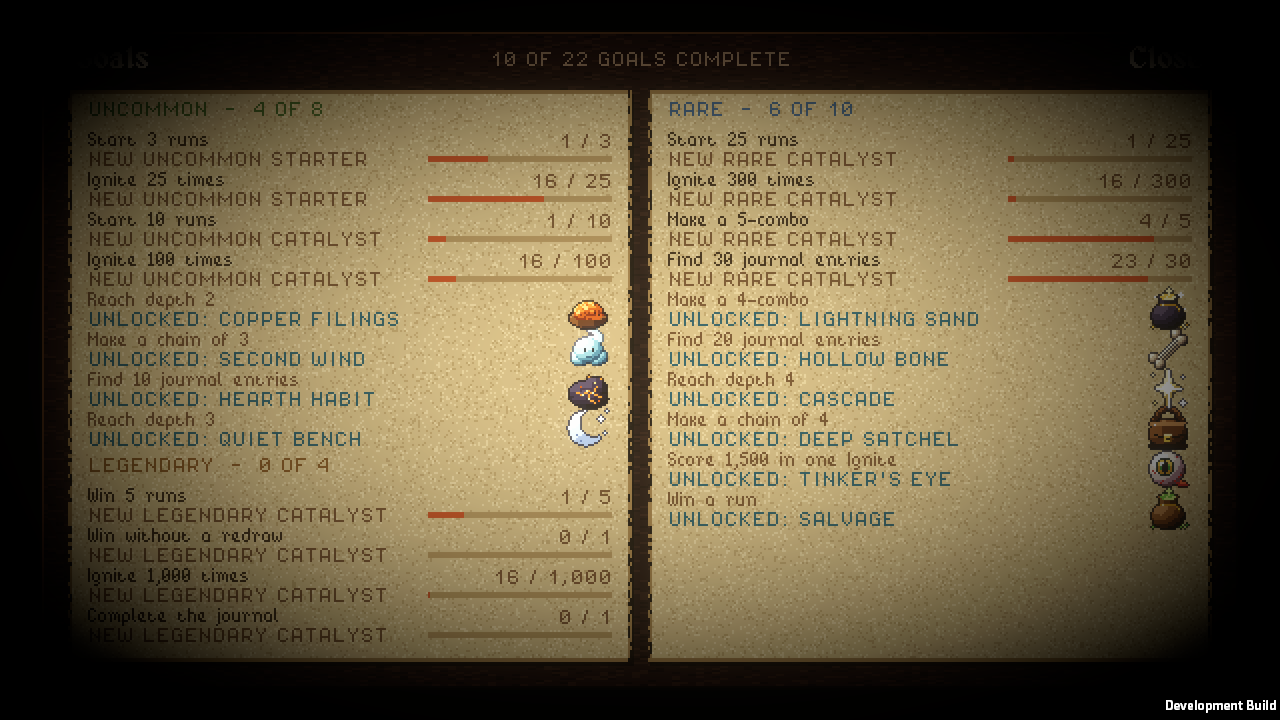 oals
10 OF 22 GOALS COMPLETE
Clos
UNCOMMON - 4 OF 8
Start 3 runs 1 / 3
NEW UNCOMMON STARTER
Ignite 25 times 16 / 25
NEW UNCOMMON STARTER
Start 10 runs 1 / 10
NEW UNCOMMON CATALYST
Ignite 100 times 16 / 100
NEW UNCOMMON CATALYST
Reach depth 2
UNLOCKED: COPPER FILINGS
Make a chain of 3
UNLOCKED: SECOND WIND
Find 10 journal entries
UNLOCKED: HEARTH HABIT
Reach depth 3
UNLOCKED: QUIET BENCH
LEGENDARY - 0 OF 4
Win 5 runs 1 / 5
NEW LEGENDARY CATALYST
Win without a redraw 0 / 1
NEW LEGENDARY CATALYST
Ignite 1,000 times 16 / 1,000
NEW LEGENDARY CATALYST
Complete the journal 0 / 1
NEW LEGENDARY CATALYST
RARE - 6 OF 10
Start 25 runs 1 / 25
NEW RARE CATALYST
Ignite 300 times 16 / 300
NEW RARE CATALYST
Make a 5-combo 4 / 5
NEW RARE CATALYST
Find 30 journal entries 23 / 30
NEW RARE CATALYST
Make a 4-combo
UNLOCKED: LIGHTNING SAND
Find 20 journal entries
UNLOCKED: HOLLOW BONE
Reach depth 4
UNLOCKED: CASCADE
Make a chain of 4
UNLOCKED: DEEP SATCHEL
Score 1,500 in one Ignite
UNLOCKED: TINKER'S EYE
Win a run
UNLOCKED: SALVAGE
Development Build